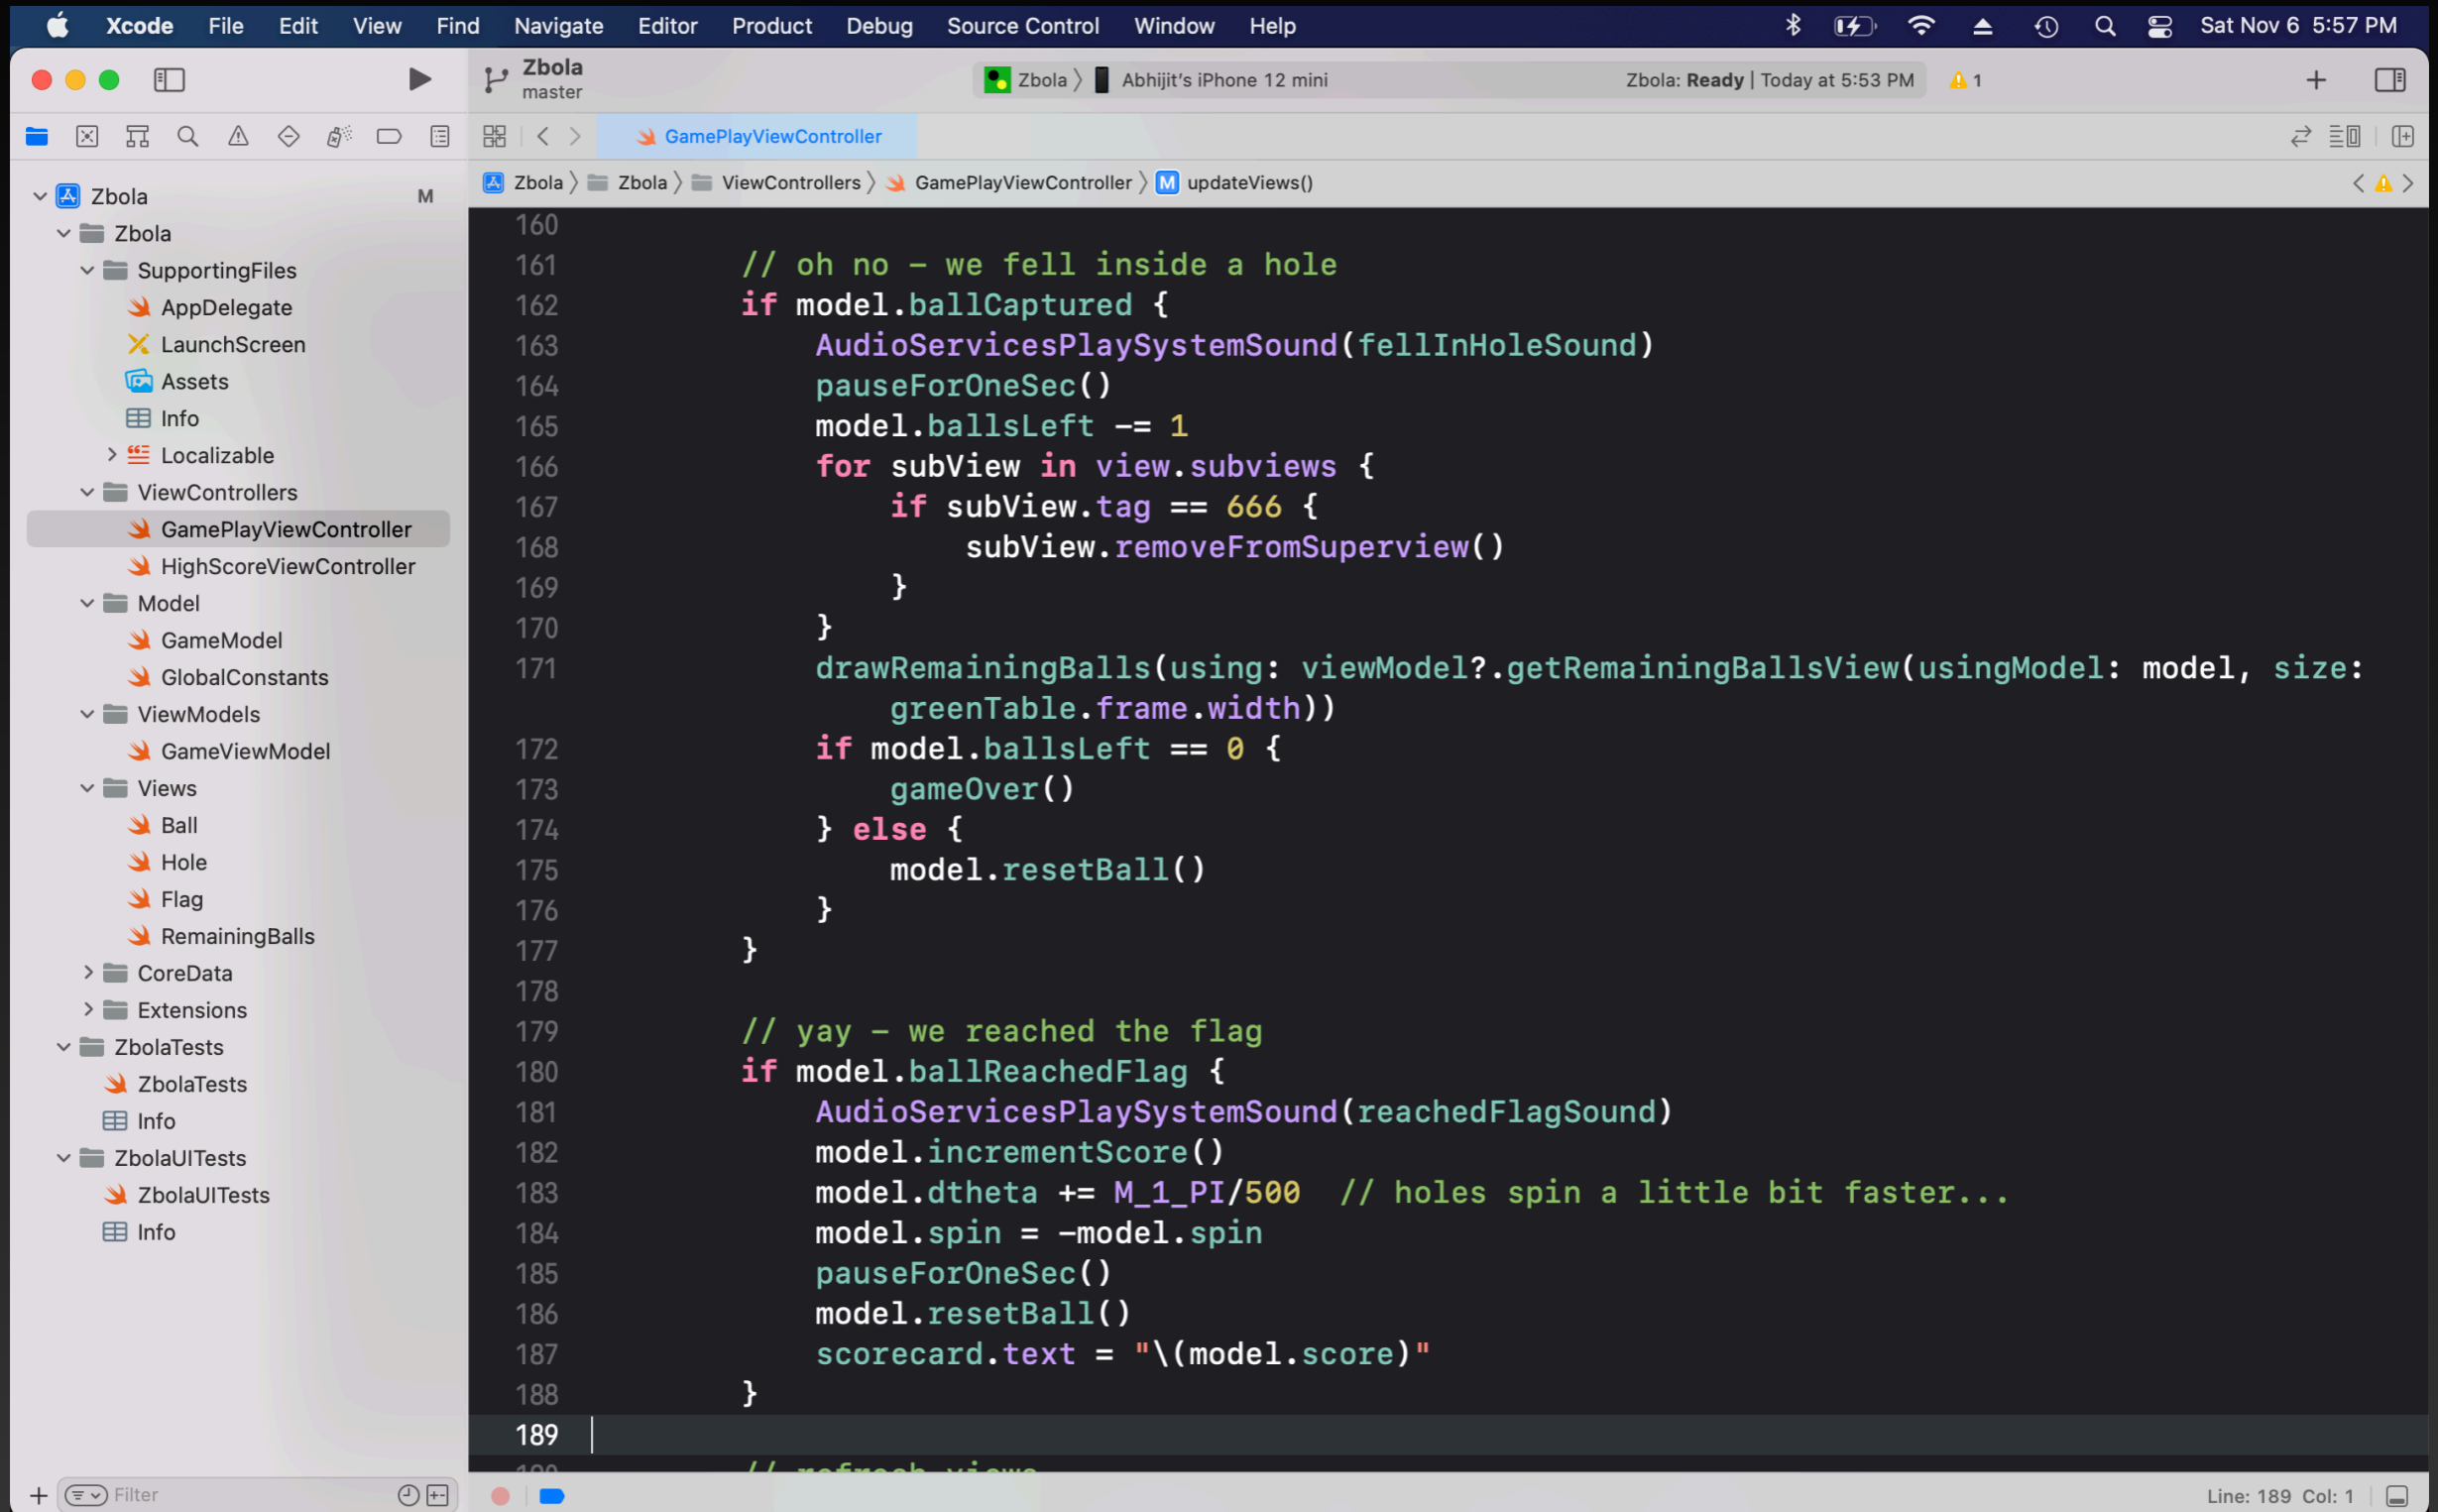 Xcode File Edit View Find Navigate Editor Product Debug Source Control Window Help Sat Nov 6 5:57 PM
Zbola
master
Zbola 〉 Abhijit’s iPhone 12 mini Zbola: Ready | Today at 5:53 PM 1
GamePlayViewController
Zbola 〉 Zbola 〉 ViewControllers 〉 GamePlayViewController 〉 M updateViews()
Zbola M
Zbola
SupportingFiles
AppDelegate
LaunchScreen
Assets
Info
Localizable
ViewControllers
GamePlayViewController
HighScoreViewController
Model
GameModel
GlobalConstants
ViewModels
GameViewModel
Views
Ball
Hole
Flag
RemainingBalls
CoreData
Extensions
ZbolaTests
ZbolaTests
Info
ZbolaUITests
ZbolaUITests
Info
Filter
160
161 // oh no – we fell inside a hole
162 if model.ballCaptured {
163 AudioServicesPlaySystemSound(fellInHoleSound)
164 pauseForOneSec()
165 model.ballsLeft -= 1
166 for subView in view.subviews {
167 if subView.tag == 666 {
168 subView.removeFromSuperview()
169 }
170 }
171 drawRemainingBalls(using: viewModel?.getRemainingBallsView(usingModel: model, size:
greenTable.frame.width))
172 if model.ballsLeft == 0 {
173 gameOver()
174 } else {
175 model.resetBall()
176 }
177 }
178
179 // yay – we reached the flag
180 if model.ballReachedFlag {
181 AudioServicesPlaySystemSound(reachedFlagSound)
182 model.incrementScore()
183 model.dtheta += M_1_PI/500 // holes spin a little bit faster...
184 model.spin = -model.spin
185 pauseForOneSec()
186 model.resetBall()
187 scorecard.text = "\(model.score)"
188 }
189
190 // refresh views
Line: 189 Col: 1